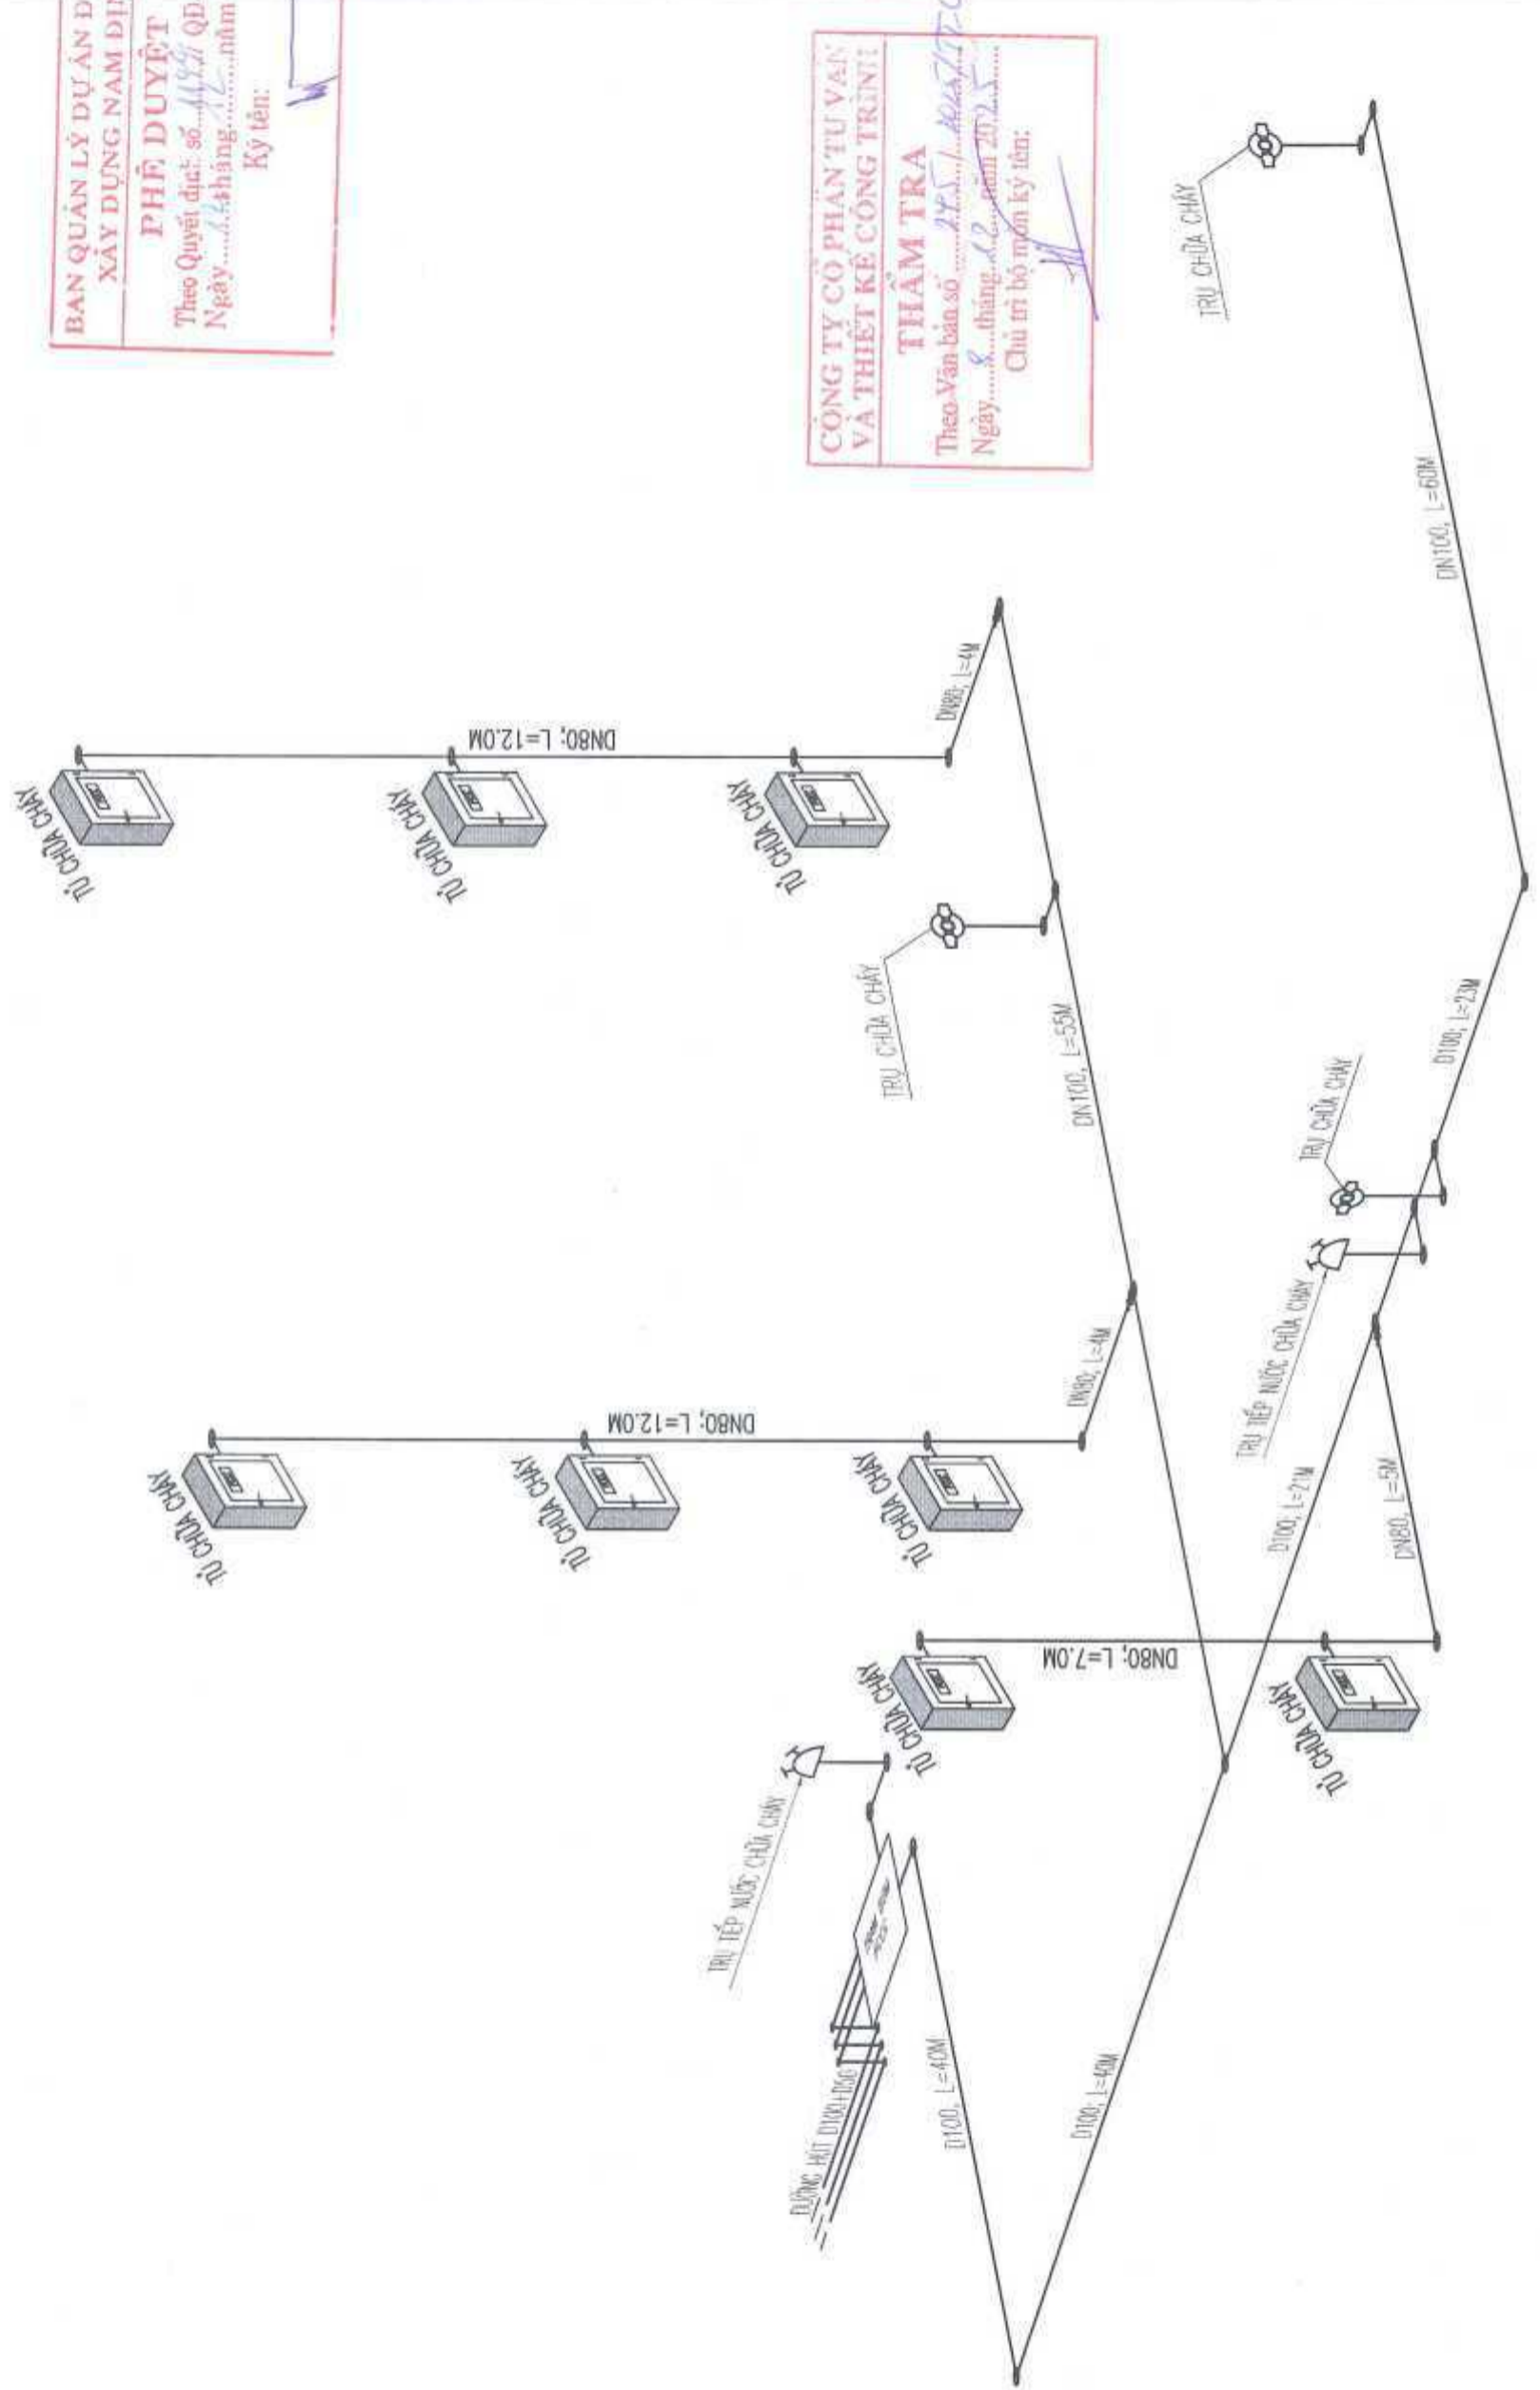 BAN QUẢN LÝ DỰ ÁN Đ
XÂY DỰNG NAM ĐỊN
PHÊ DUYỆT
Theo Quyết định số
QĐ
Ngày
tháng
năm
Ký tên:
CÔNG TY CỔ PHẦN TƯ VẤN
VÀ THIẾT KẾ CÔNG TRÌNH
THẨM TRA
Theo Văn bản số
Ngày 8 tháng 12 năm 2025
Chủ trì bộ môn ký tên:
TỦ CHỮA CHÁY
TỦ CHỮA CHÁY
TỦ CHỮA CHÁY
DN80; L=12.0M
DN80; L=4M
TRỤ CHỮA CHÁY
TRỤ CHỮA CHÁY
DN100, L=60M
DN100, L=55M
TỦ CHỮA CHÁY
TỦ CHỮA CHÁY
TỦ CHỮA CHÁY
DN80; L=12.0M
DN80; L=4M
TRỤ CHỮA CHÁY
D100; L=23M
TRỤ TIẾP NƯỚC CHỮA CHÁY
D100; L=21M
DN80, L=5M
TỦ CHỮA CHÁY
DN80; L=7.0M
TỦ CHỮA CHÁY
TRỤ TIẾP NƯỚC CHỮA CHÁY
ĐƯỜNG HÚT D100+D50
D100, L=40M
D100; L=40M